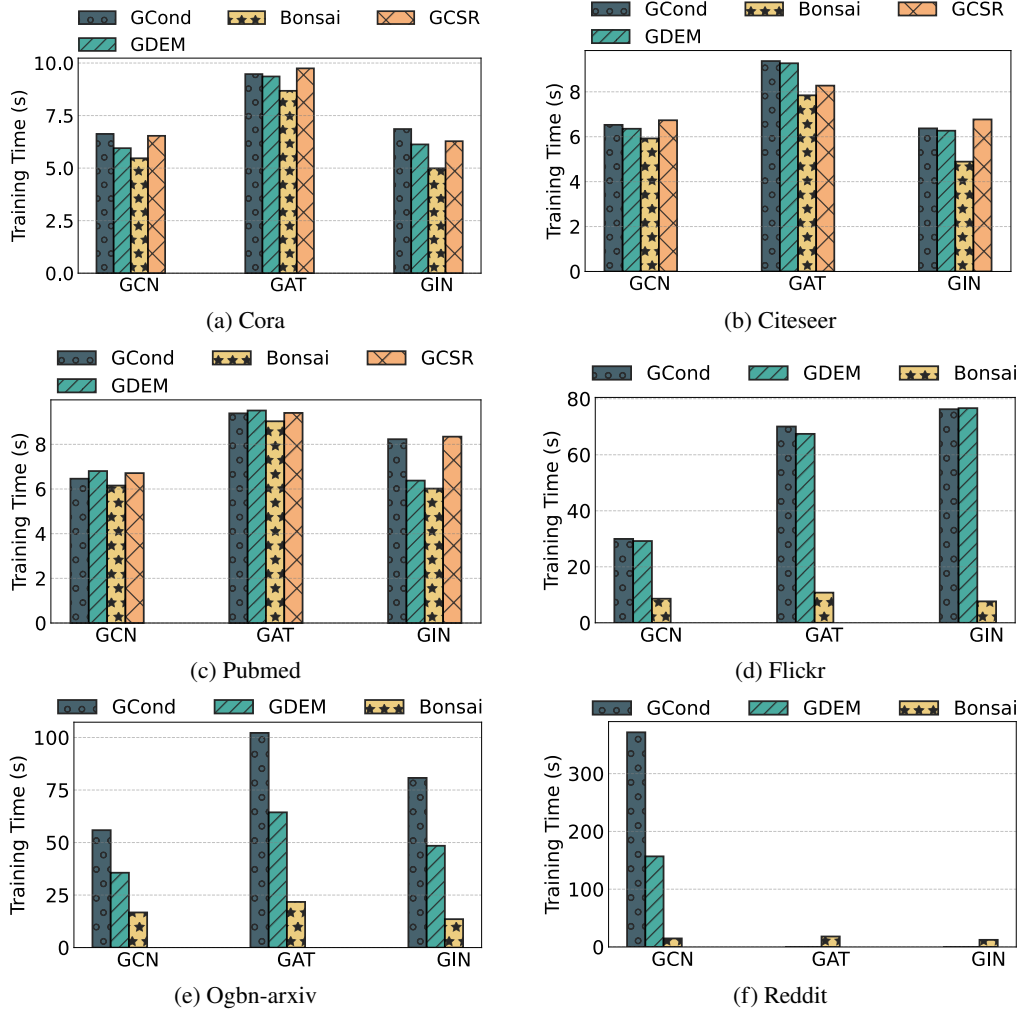 GCond Bonsai GCSR
GDEM
Training Time (s)
10.0
7.5
5.0
2.5
0.0
GCN GAT GIN
(a) Cora
GCond Bonsai GCSR
GDEM
Training Time (s)
8
6
4
2
0
GCN GAT GIN
(b) Citeseer
GCond Bonsai GCSR
GDEM
Training Time (s)
8
6
4
2
0
GCN GAT GIN
(c) Pubmed
GCond GDEM Bonsai
Training Time (s)
80
60
40
20
0
GCN GAT GIN
(d) Flickr
GCond GDEM Bonsai
Training Time (s)
100
75
50
25
0
GCN GAT GIN
(e) Ogbn-arxiv
GCond GDEM Bonsai
Training Time (s)
300
200
100
0
GCN GAT GIN
(f) Reddit